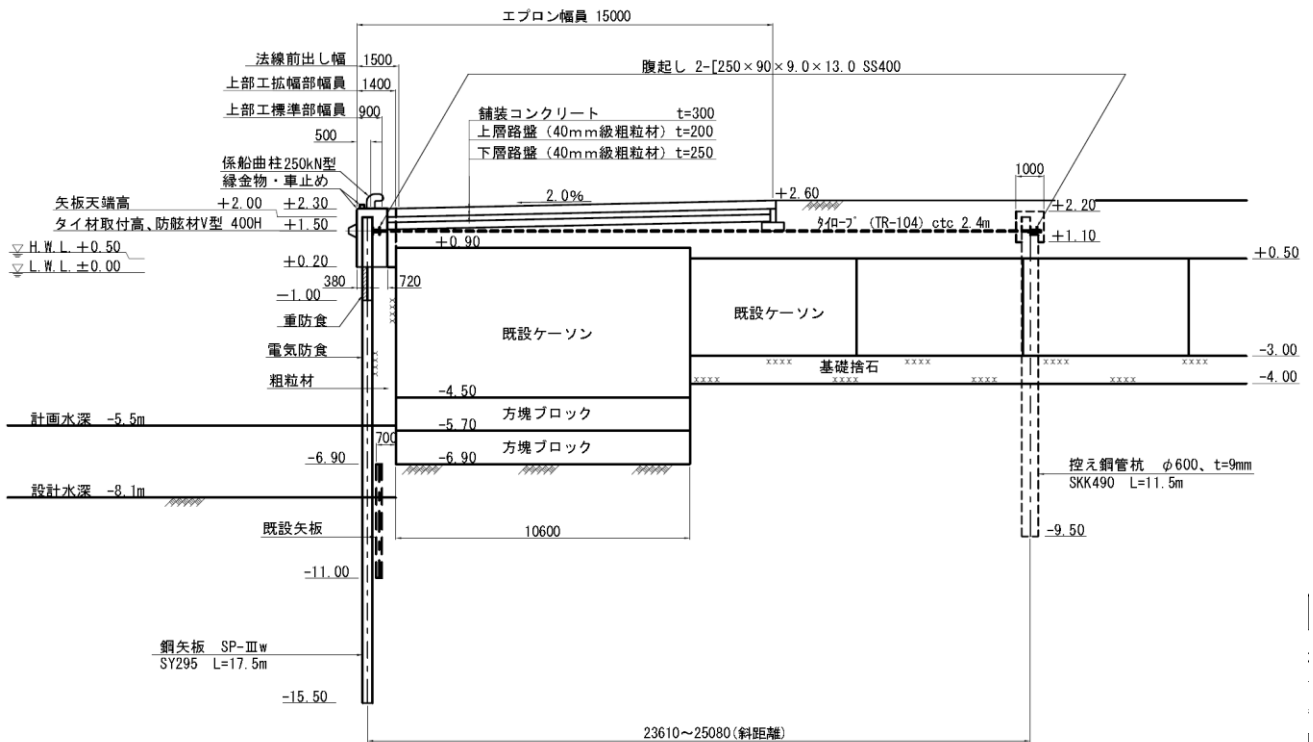 エプロン幅員 15000
法線前出し幅 1500
腹起し 2-[250×90×9.0×13.0 SS400
上部工拡幅部幅員 1400
上部工標準部幅員 900
舗装コンクリート t=300
上層路盤 (40mm級粗粒材) t=200
下層路盤 (40mm級粗粒材) t=250
500
係船曲柱250kN型
縁金物・車止め
1000
2.0%
+2.60
矢板天端高 +2.00 +2.30
+2.20
タイ材取付高、防舷材V型 400H +1.50
タイロープ (TR-104) ctc 2.4m
+1.10
H.W.L. +0.50
+0.90
+0.50
L.W.L. ±0.00
+0.20
380
720
-1.00
重防食
既設ケーソン
既設ケーソン
電気防食
-3.00
基礎捨石
粗粒材
-4.00
-4.50
方塊ブロック
計画水深 -5.5m
-5.70
700
方塊ブロック
-6.90
-6.90
控え鋼管杭 φ600、t=9mm
SKK490 L=11.5m
設計水深 -8.1m
既設矢板
10600
-9.50
-11.00
鋼矢板 SP-Ⅲw
SY295 L=17.5m
-15.50
23610～25080(斜距離)